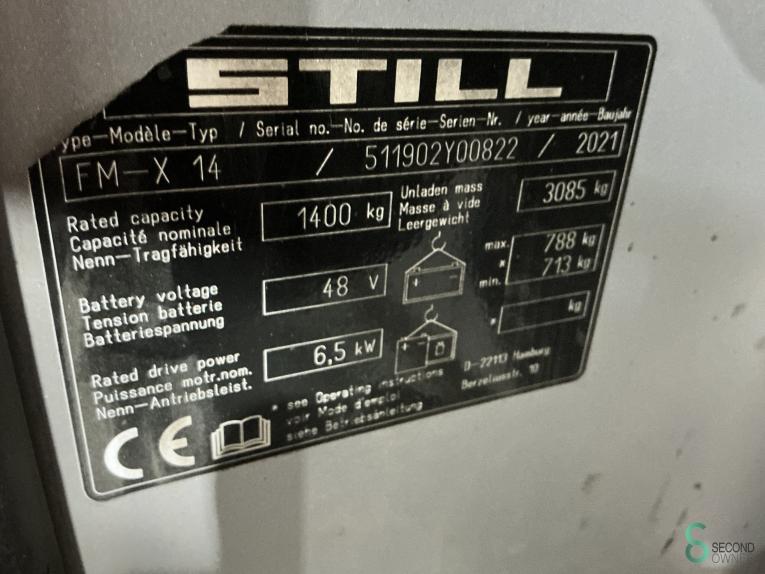 STILL
ype-Modèle-Typ / Serial no.-No. de série-Serien-Nr. / year-année-Baujahr
FM-X 14 / 511902Y00822 / 2021
Rated capacity
Capacité nominale
Nenn-Tragfähigkeit
1400 kg
Unladen mass
Masse à vide
Leergewicht
3085 kg
Battery voltage
Tension batterie
Batteriespannung
48 V
max. 788 kg
* 713 kg
min.
* kg
Rated drive power
Puissance motr.nom.
Nenn-Antriebsleist.
6,5 kW
D-22113 Hamburg
Berzeliusstr. 10
CE
* see Operating instructions
voir Mode d'emploi
siehe Betriebsanleitung
SECOND
OWNER